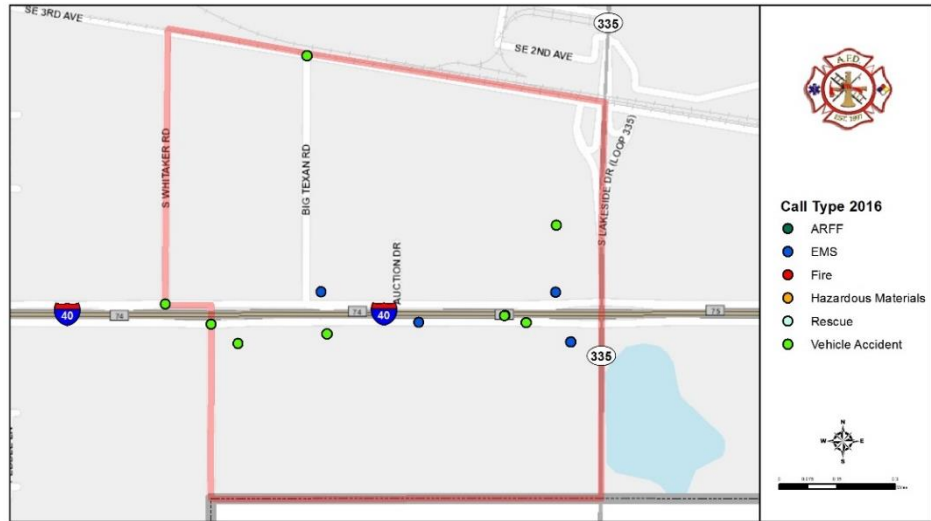 SE 3RD AVE
335
SE 2ND AVE
S WHITAKER RD
BIG TEXAN RD
S LAKESIDE DR (LOOP 335)
AUCTION DR
40
74
74
40
75
335
A.F.D.
Call Type 2016
ARFF
EMS
Fire
Hazardous Materials
Rescue
Vehicle Accident
N
W E
S
0